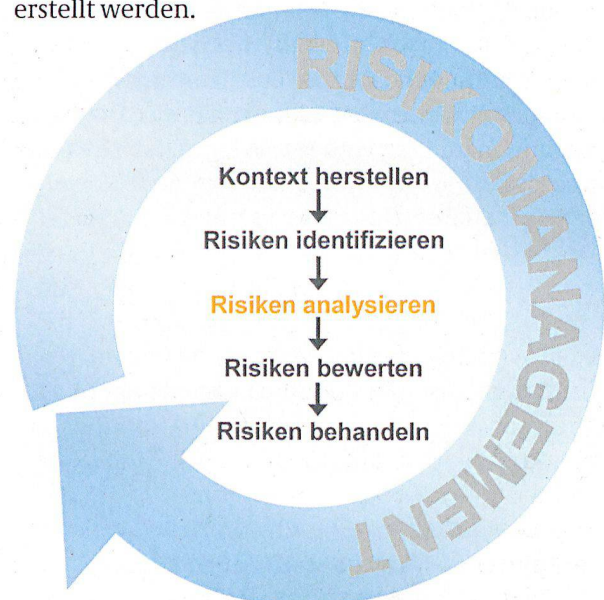 erstellt werden.
RISIKOMANAGEMENT
Kontext herstellen
Risiken identifizieren
Risiken analysieren
Risiken bewerten
Risiken behandeln